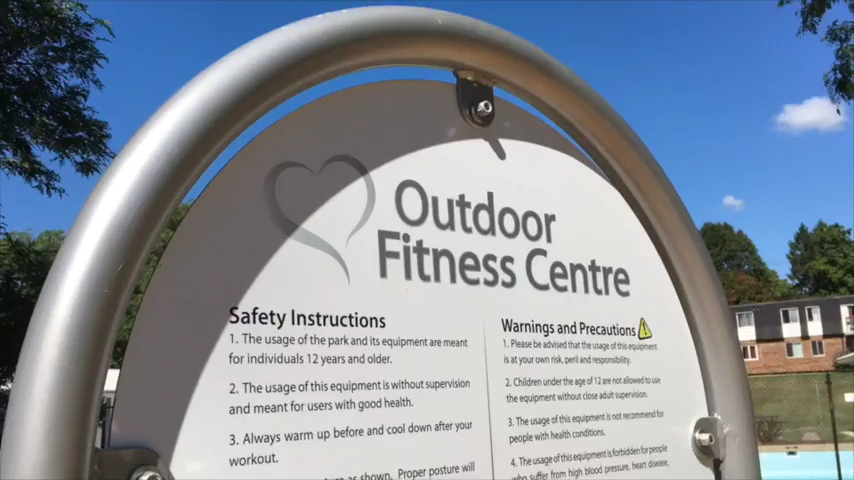 Outdoor
Fitness Centre
Safety Instructions
1. The usage of the park and its equipment are meant
for individuals 12 years and older.
2. The usage of this equipment is without supervision
and meant for users with good health.
3. Always warm up before and cool down after your
workout.
as shown. Proper posture will
Warnings and Precautions
1. Please be advised that the usage of this equipment
is at your own risk, peril and responsibility.
2. Children under the age of 12 are not allowed to use
the equipment without close adult supervision.
3. The usage of this equipment is not recommend for
people with health conditions.
4. The usage of this equipment is forbidden for people
who suffer from high blood pressure, heart disease,